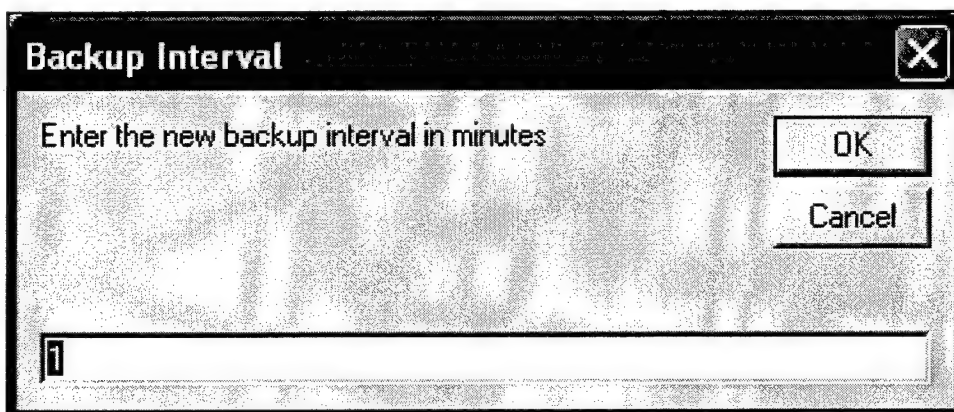 Backup Interval
Enter the new backup interval in minutes
OK
Cancel
1